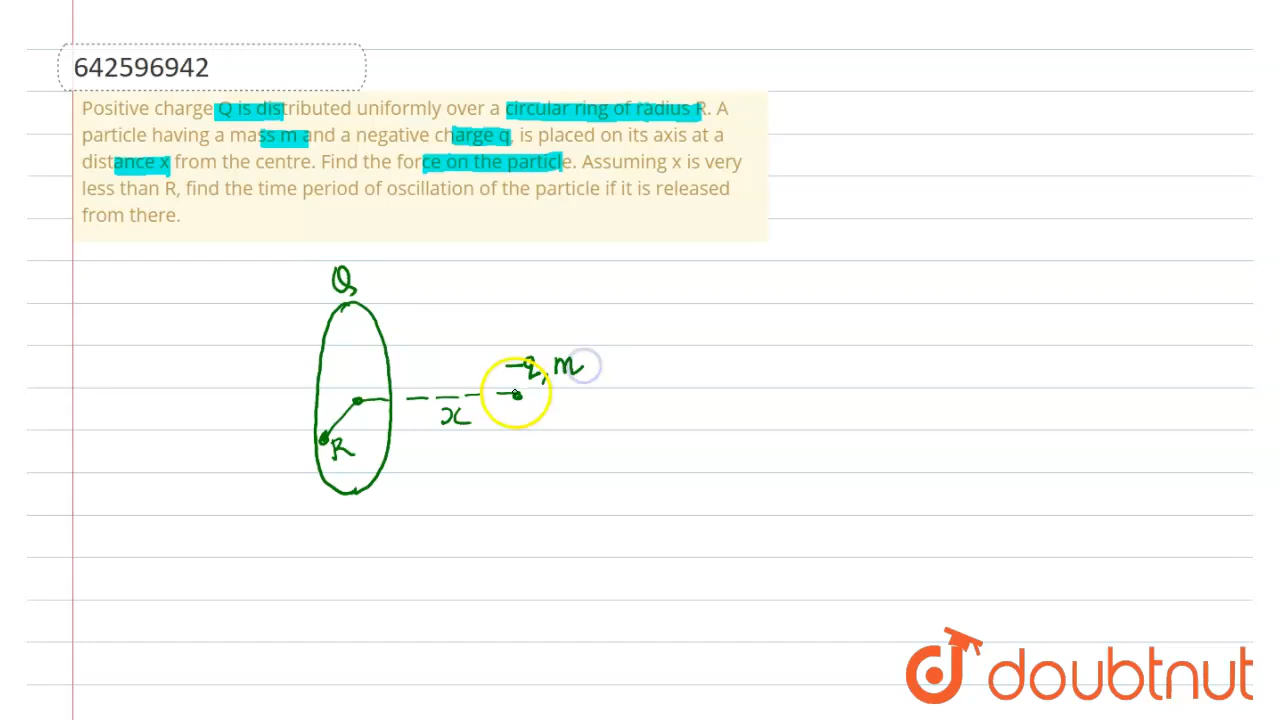 642596942
Positive charge Q is distributed uniformly over a circular ring of radius R. A
particle having a mass m and a negative charge q, is placed on its axis at a
distance x from the centre. Find the force on the particle. Assuming x is very
less than R, find the time period of oscillation of the particle if it is released
from there.
Q
-q, m
x
R
doubtnut